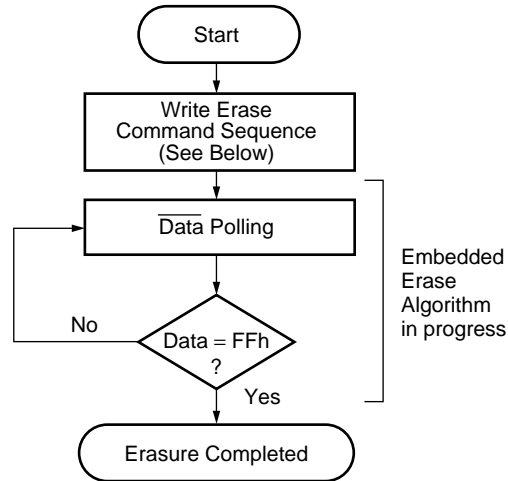 Start
Write Erase
Command Sequence
(See Below)
Data Polling
Embedded
Erase
Algorithm
in progress
No
Data = FFh
?
Yes
Erasure Completed